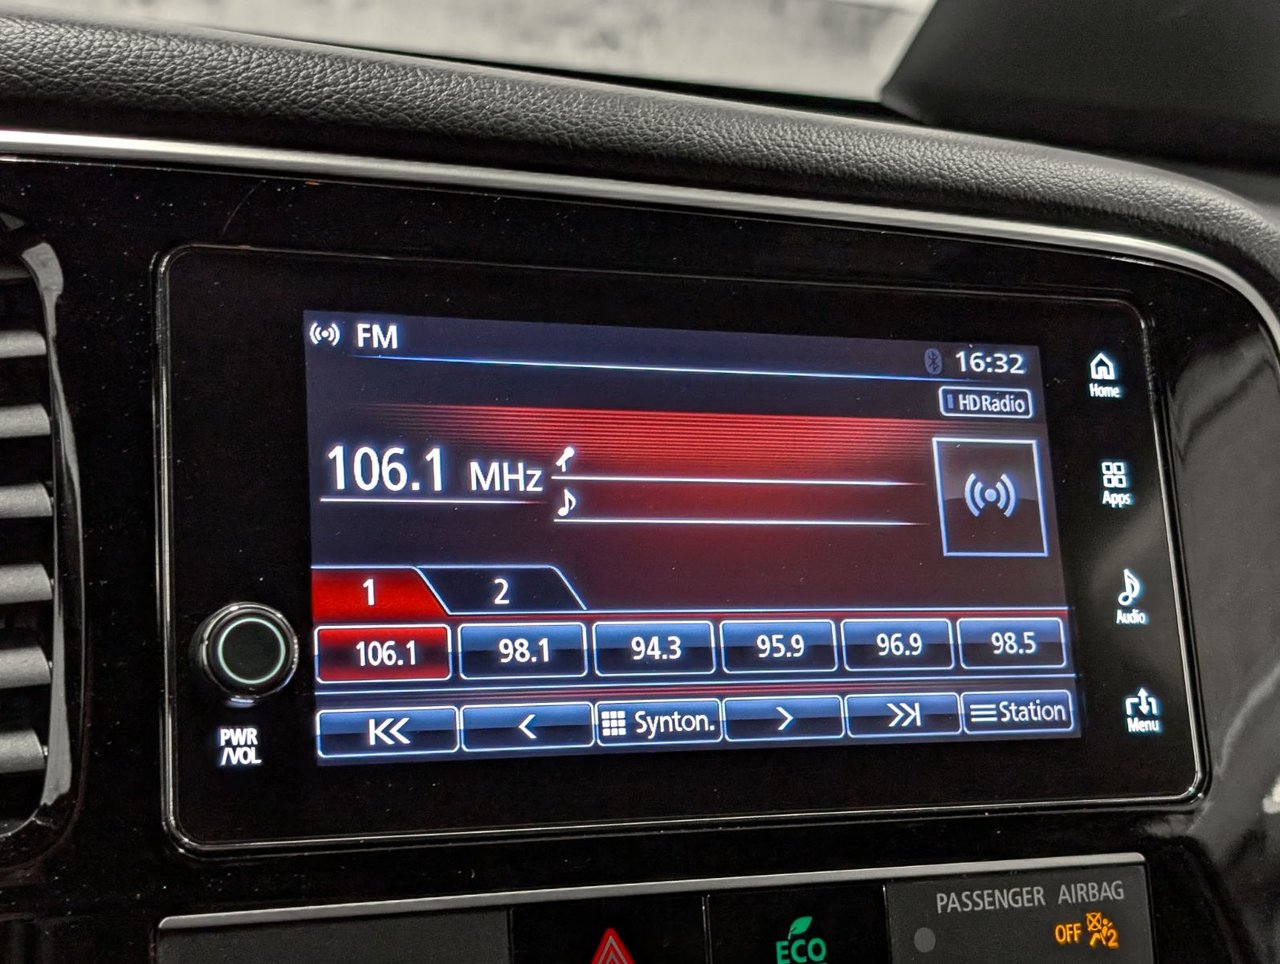 FM
16:32
HD Radio
Home
106.1 MHz
Apps
1 2
Audio
106.1 98.1 94.3 95.9 96.9 98.5
Synton. Station
Menu
PWR
/VOL
PASSENGER AIRBAG
OFF 2
ECO